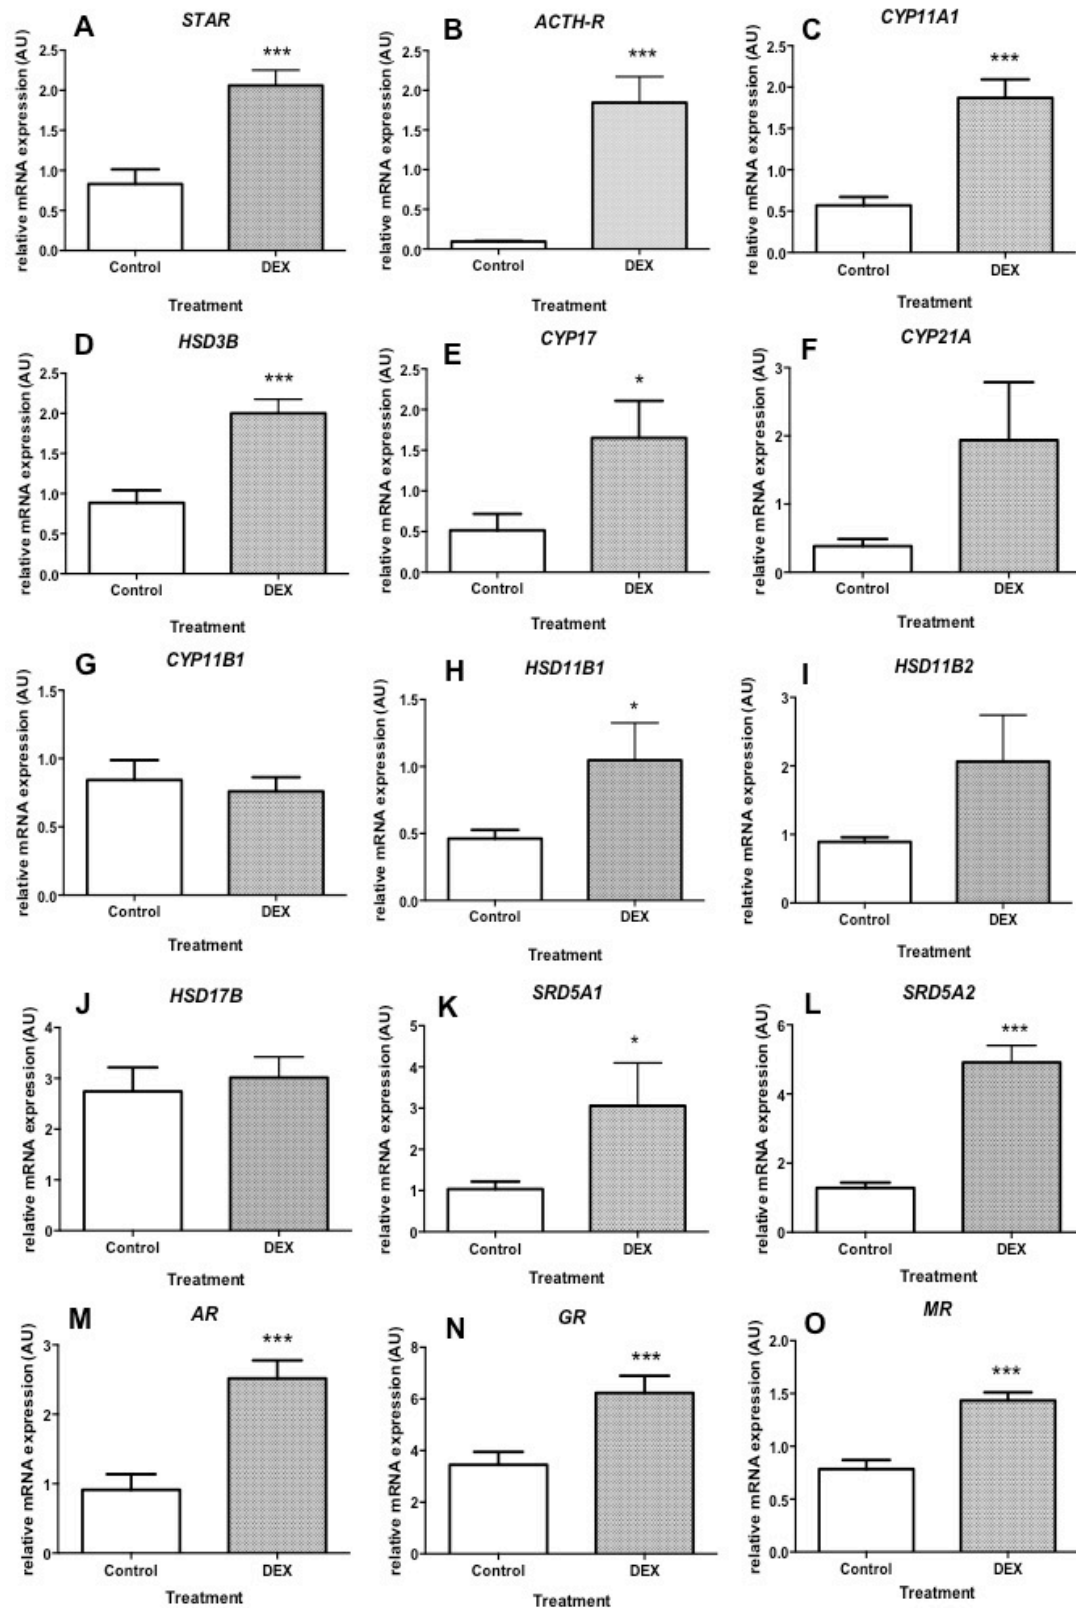 A STAR
relative mRNA expression (AU)
2.5
***
2.0
1.5
1.0
0.5
0.0
Control DEX
Treatment
B ACTH-R
relative mRNA expression (AU)
2.5
***
2.0
1.5
1.0
0.5
0.0
Control DEX
Treatment
C CYP11A1
relative mRNA expression (AU)
2.5
***
2.0
1.5
1.0
0.5
0.0
Control DEX
Treatment
D HSD3B
relative mRNA expression (AU)
2.5
***
2.0
1.5
1.0
0.5
0.0
Control DEX
Treatment
E CYP17
relative mRNA expression (AU)
2.5
*
2.0
1.5
1.0
0.5
0.0
Control DEX
Treatment
F CYP21A
relative mRNA expression (AU)
3
2
1
0
Control DEX
Treatment
G CYP11B1
relative mRNA expression (AU)
1.5
1.0
0.5
0.0
Control DEX
Treatment
H HSD11B1
relative mRNA expression (AU)
1.5
*
1.0
0.5
0.0
Control DEX
Treatment
I HSD11B2
relative mRNA expression (AU)
3
2
1
0
Control DEX
Treatment
J HSD17B
relative mRNA expression (AU)
4
3
2
1
0
Control DEX
Treatment
K SRD5A1
relative mRNA expression (AU)
5
*
4
3
2
1
0
Control DEX
Treatment
L SRD5A2
relative mRNA expression (AU)
6
***
4
2
0
Control DEX
Treatment
M AR
relative mRNA expression (AU)
3
***
2
1
0
Control DEX
Treatment
N GR
relative mRNA expression (AU)
8
***
6
4
2
0
Control DEX
Treatment
O MR
relative mRNA expression (AU)
2.0
***
1.5
1.0
0.5
0.0
Control DEX
Treatment